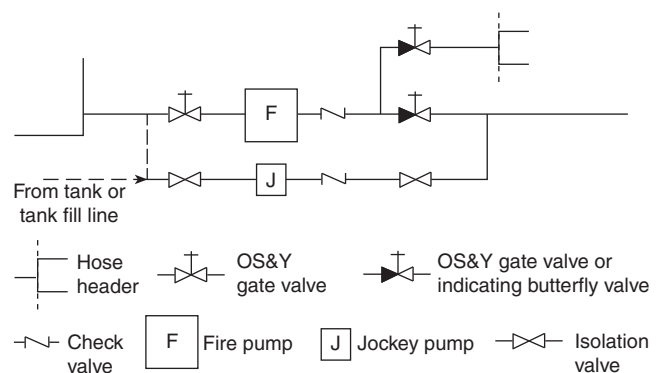 F
J
From tank or
tank fill line
Hose
header
OS&Y
gate valve
OS&Y gate valve or
indicating butterfly valve
Check
valve
F
Fire pump
J
Jockey pump
Isolation
valve